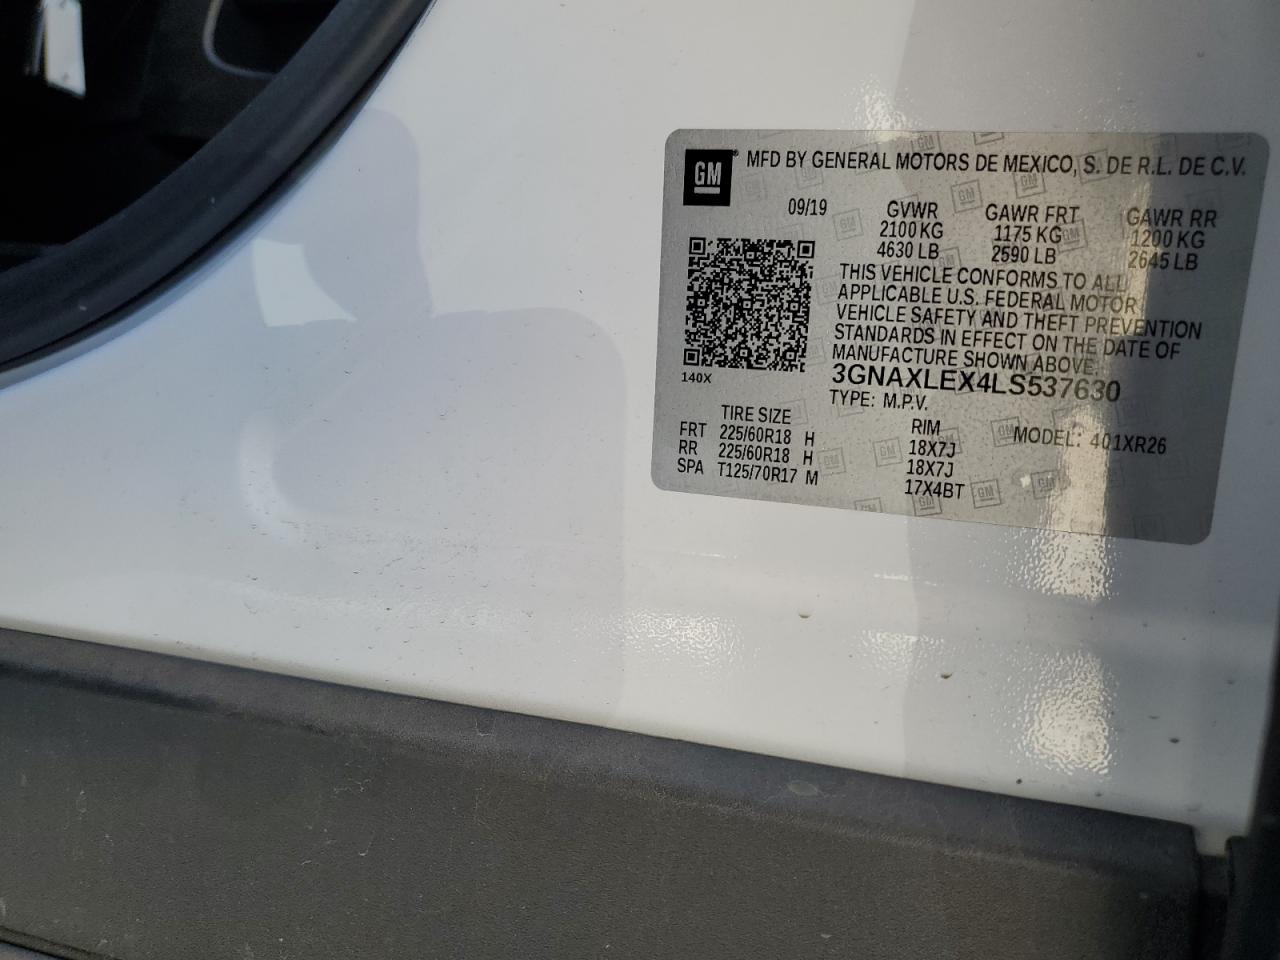 GM® MFD BY GENERAL MOTORS DE MEXICO, S. DE R.L. DE C.V.
09/19 GVWR GAWR FRT GAWR RR
2100 KG 1175 KG 1200 KG
4630 LB 2590 LB 2645 LB
THIS VEHICLE CONFORMS TO ALL
APPLICABLE U.S. FEDERAL MOTOR
VEHICLE SAFETY AND THEFT PREVENTION
STANDARDS IN EFFECT ON THE DATE OF
MANUFACTURE SHOWN ABOVE.
140X 3GNAXLEX4LS537630
TYPE: M.P.V.
TIRE SIZE RIM MODEL: 401XR26
FRT 225/60R18 H 18X7J
RR 225/60R18 H 18X7J
SPA T125/70R17 M 17X4BT